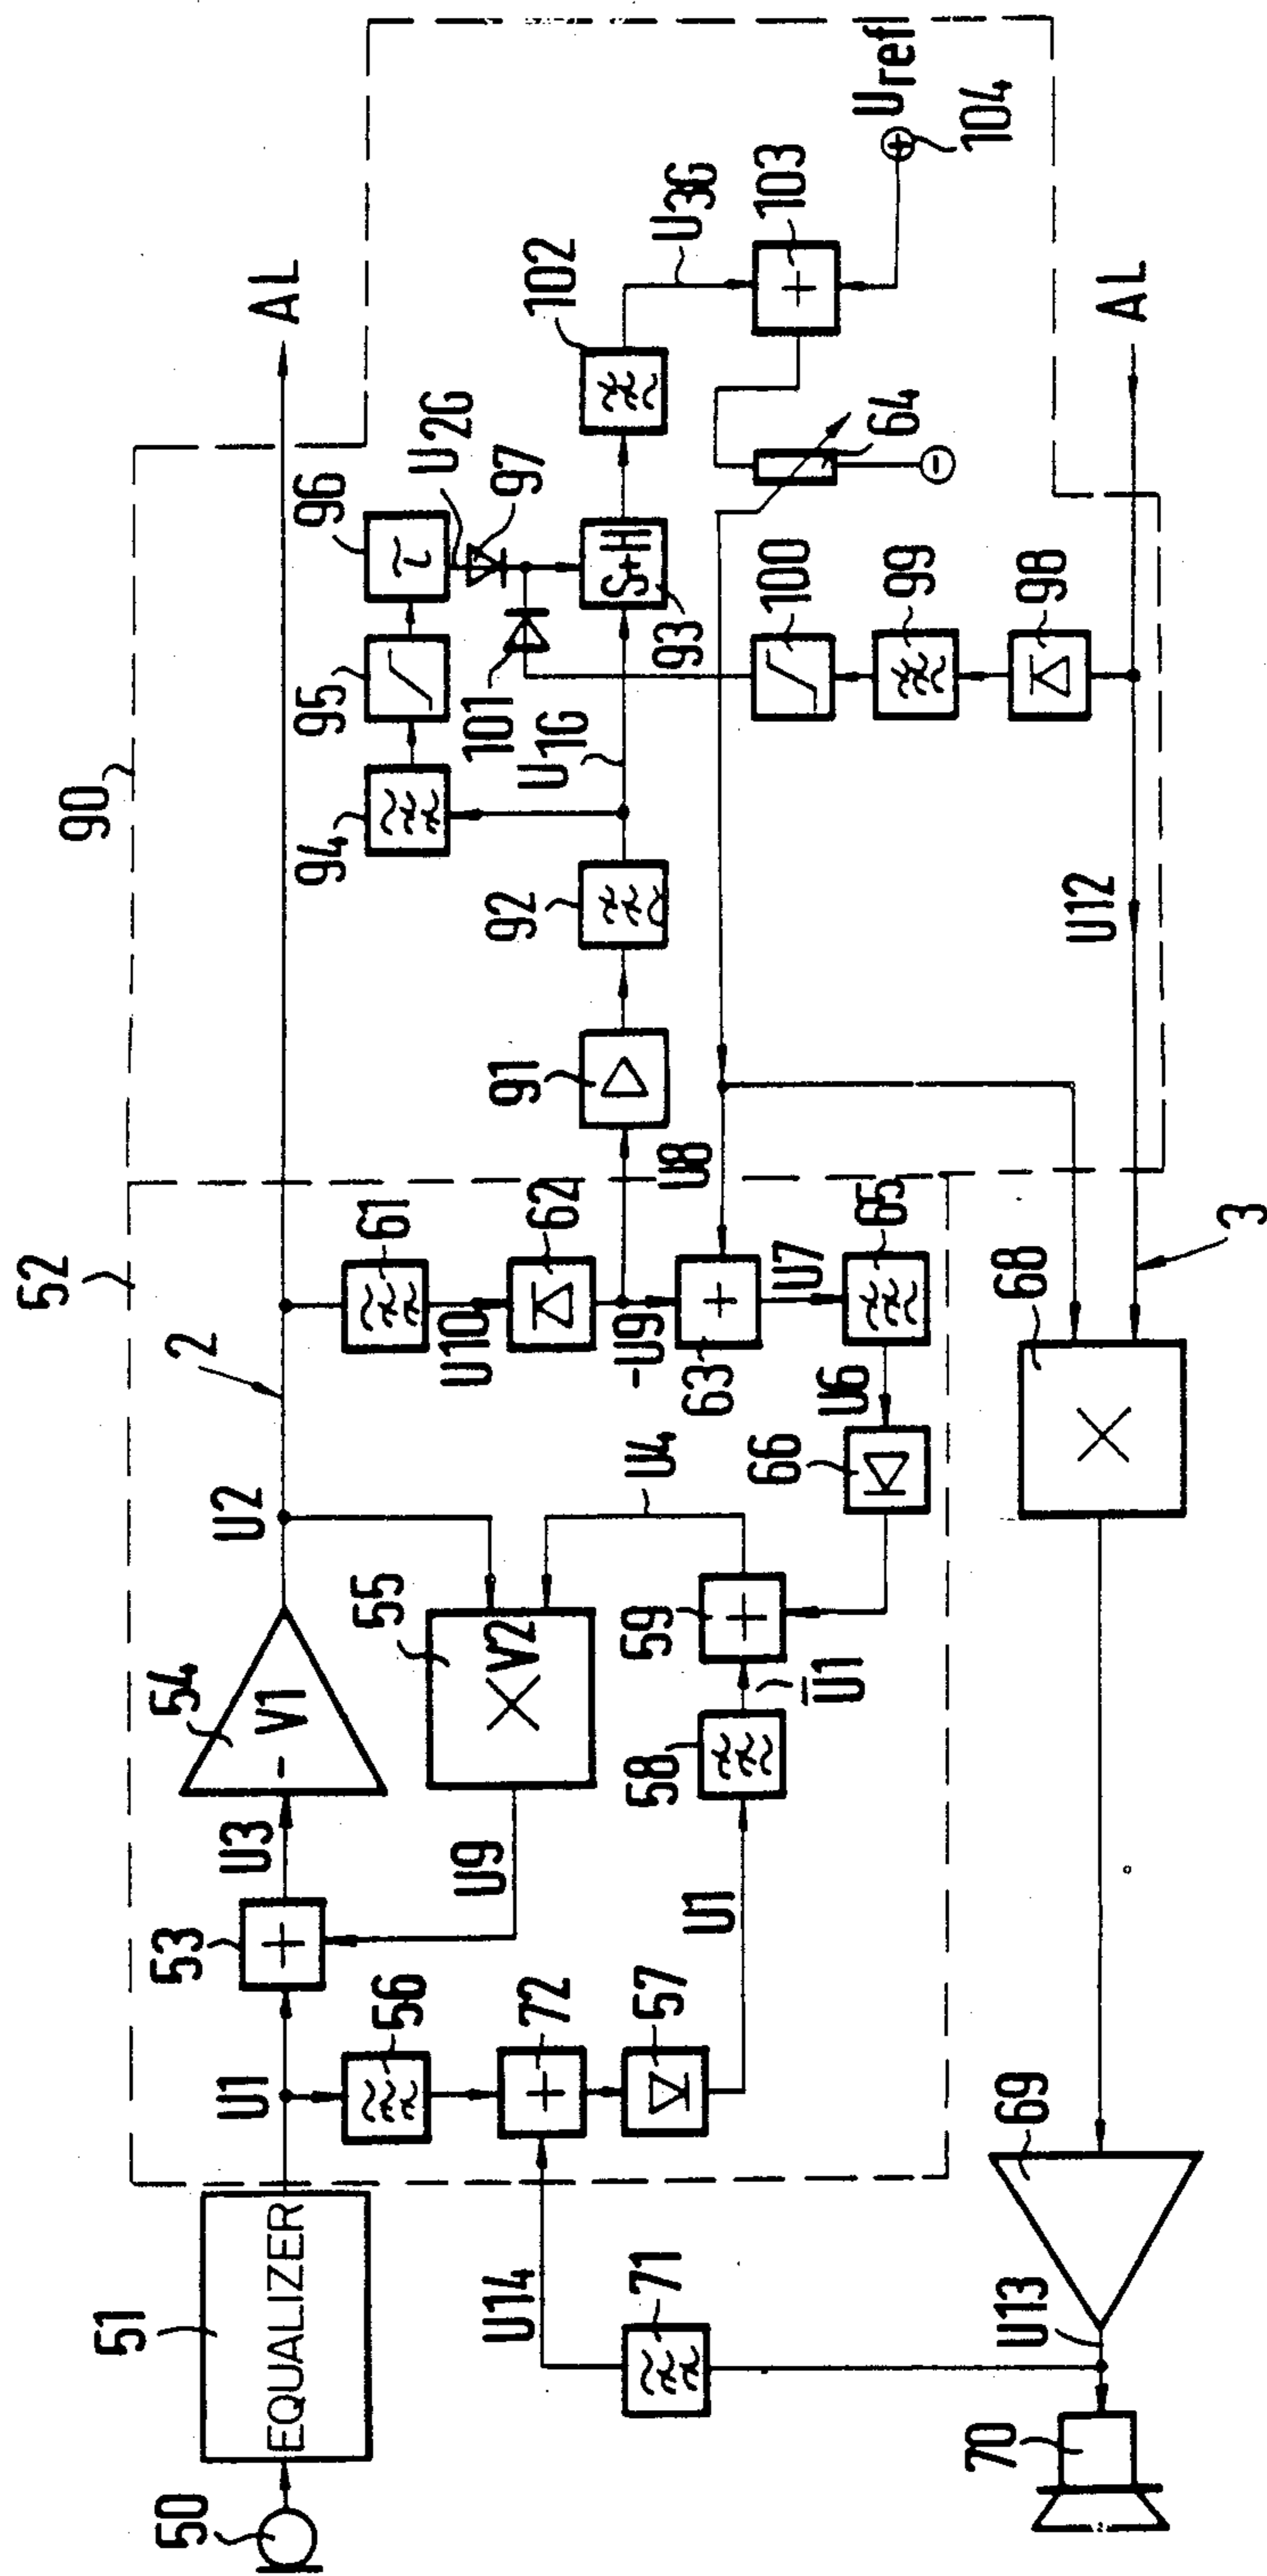 90
52
2
U2
54
- V1
U3
53
U1
51
EQUALIZER
50
AL
96
τ
U2G
97
95
94
101
U1G
S+H
93
102
U3G
103
+
Uref
104
+
64
-
92
91
61
U10
62
-U9
U8
63
+
U7
65
U6
66
U4
55
× V2
U9
59
+
Ū1
58
U1
56
72
+
57
+
100
99
98
AL
U12
3
68
×
69
U13
70
71
U14